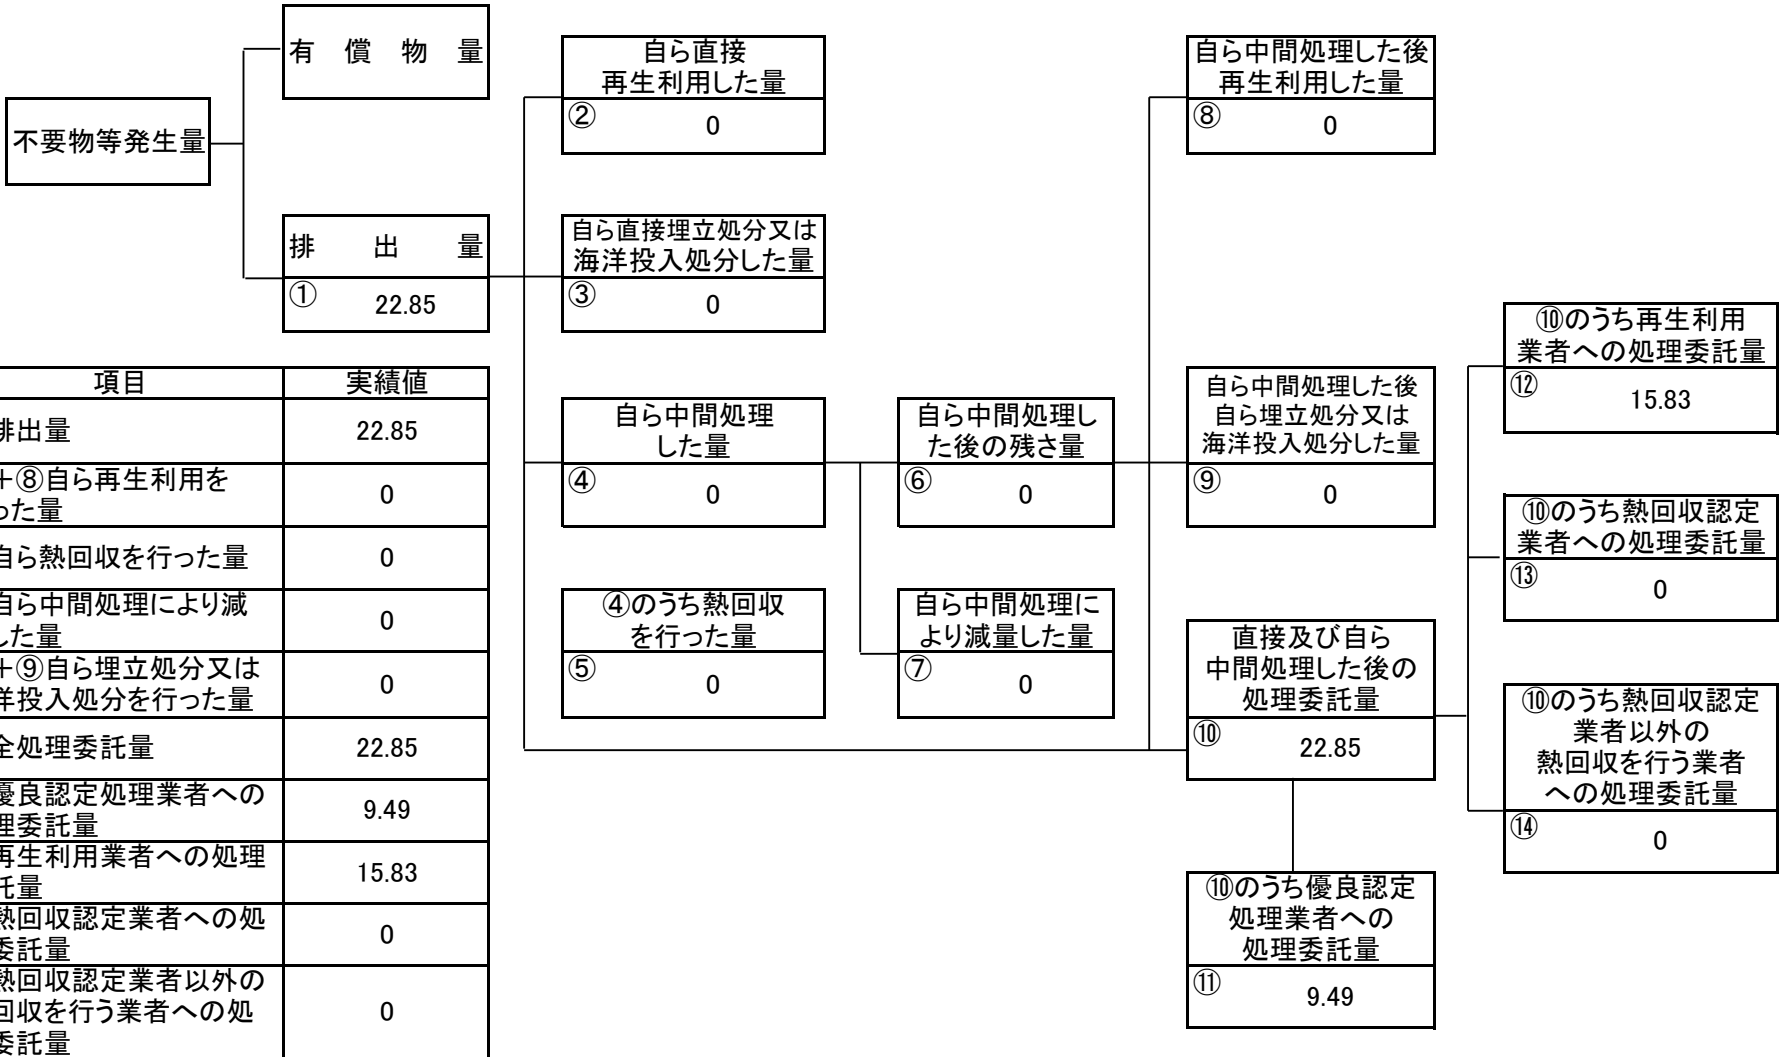 有償物量
不要物等発生量
排出量
① 22.85
自ら直接
再生利用した量
② 0
自ら直接埋立処分又は
海洋投入処分した量
③ 0
自ら中間処理
した量
④ 0
④のうち熱回収
を行った量
⑤ 0
自ら中間処理し
た後の残さ量
⑥ 0
自ら中間処理に
より減量した量
⑦ 0
自ら中間処理した後
再生利用した量
⑧ 0
自ら中間処理した後
自ら埋立処分又は
海洋投入処分した量
⑨ 0
直接及び自ら
中間処理した後の
処理委託量
⑩ 22.85
⑩のうち優良認定
処理業者への
処理委託量
⑪ 9.49
⑩のうち再生利用
業者への処理委託量
⑫ 15.83
⑩のうち熱回収認定
業者への処理委託量
⑬ 0
⑩のうち熱回収認定
業者以外の
熱回収を行う業者
への処理委託量
⑭ 0
項目 実績値
排出量 22.85
+⑧自ら再生利用を
った量 0
自ら熱回収を行った量 0
自ら中間処理により減
した量 0
+⑨自ら埋立処分又は
洋投入処分を行った量 0
全処理委託量 22.85
優良認定処理業者への
理委託量 9.49
再生利用業者への処理
託量 15.83
熱回収認定業者への処
委託量 0
熱回収認定業者以外の
回収を行う業者への処
委託量 0